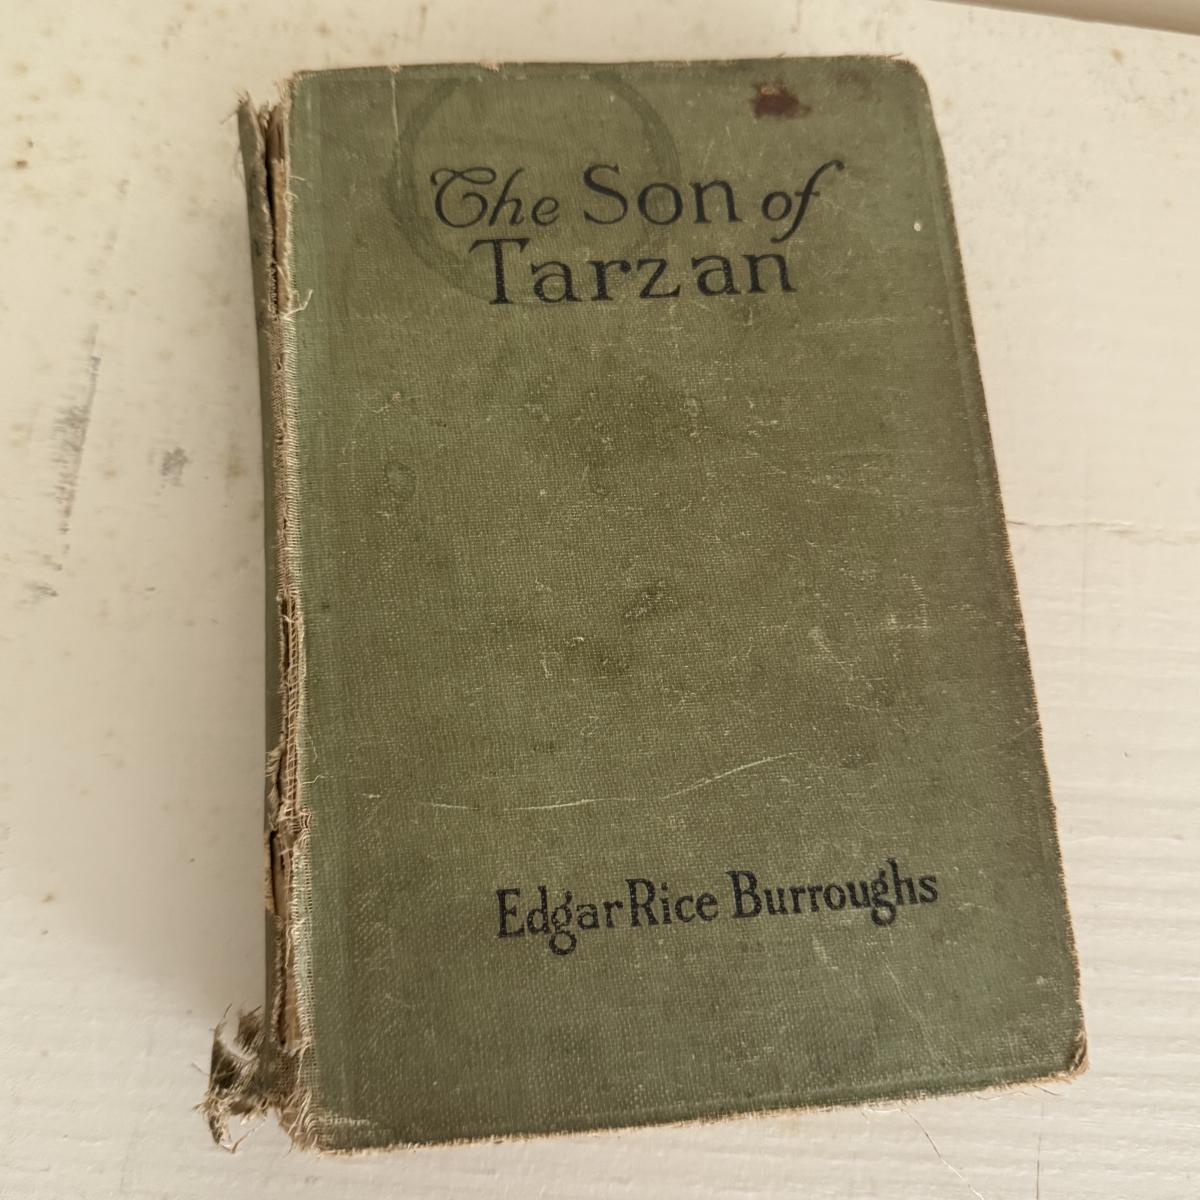 The Son of
Tarzan
Edgar Rice Burroughs